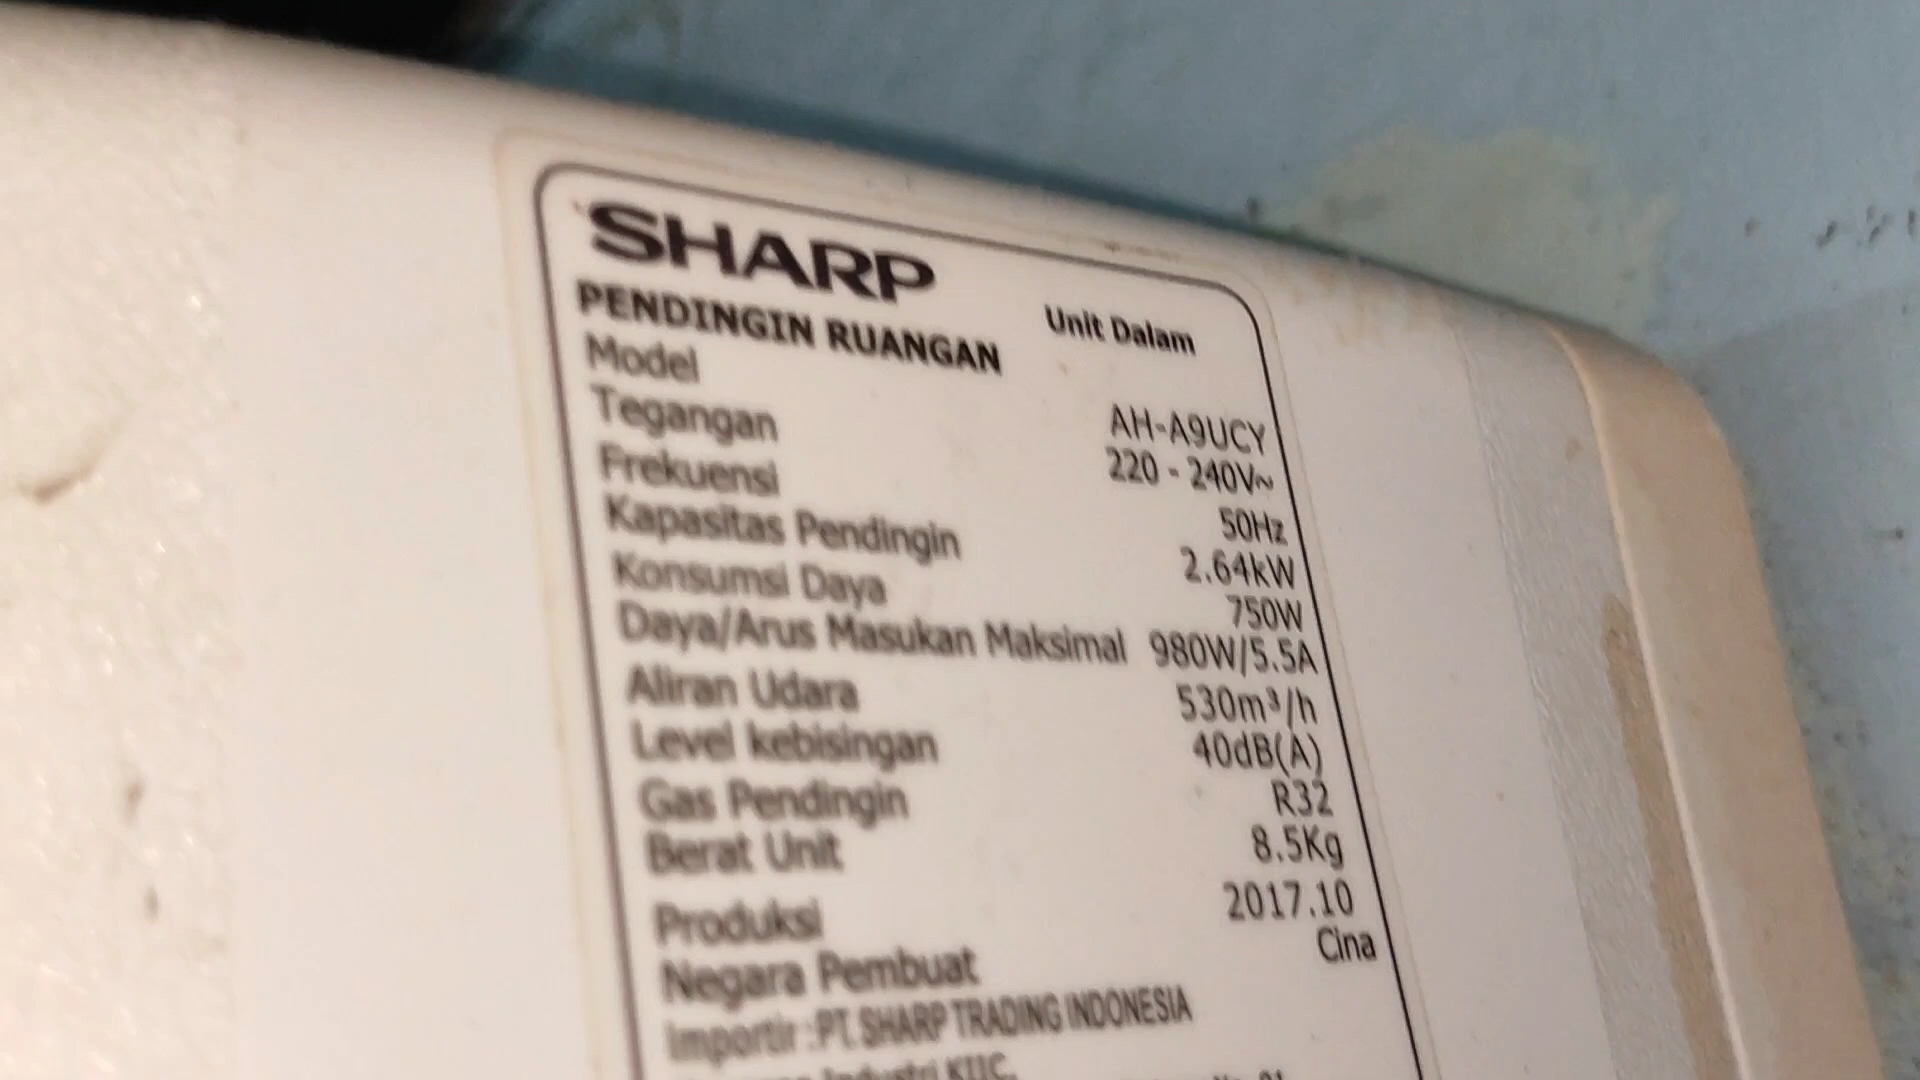 SHARP
PENDINGIN RUANGAN Unit Dalam
Model AH-A9UCY
Tegangan 220 - 240V~
Frekuensi 50Hz
Kapasitas Pendingin 2.64kW
Konsumsi Daya 750W
Daya/Arus Masukan Maksimal 980W/5.5A
Aliran Udara 530m³/h
Level kebisingan 40dB(A)
Gas Pendingin R32
Berat Unit 8.5Kg
Produksi 2017.10
Negara Pembuat Cina
Importir :PT. SHARP TRADING INDONESIA
Industri KIIC,